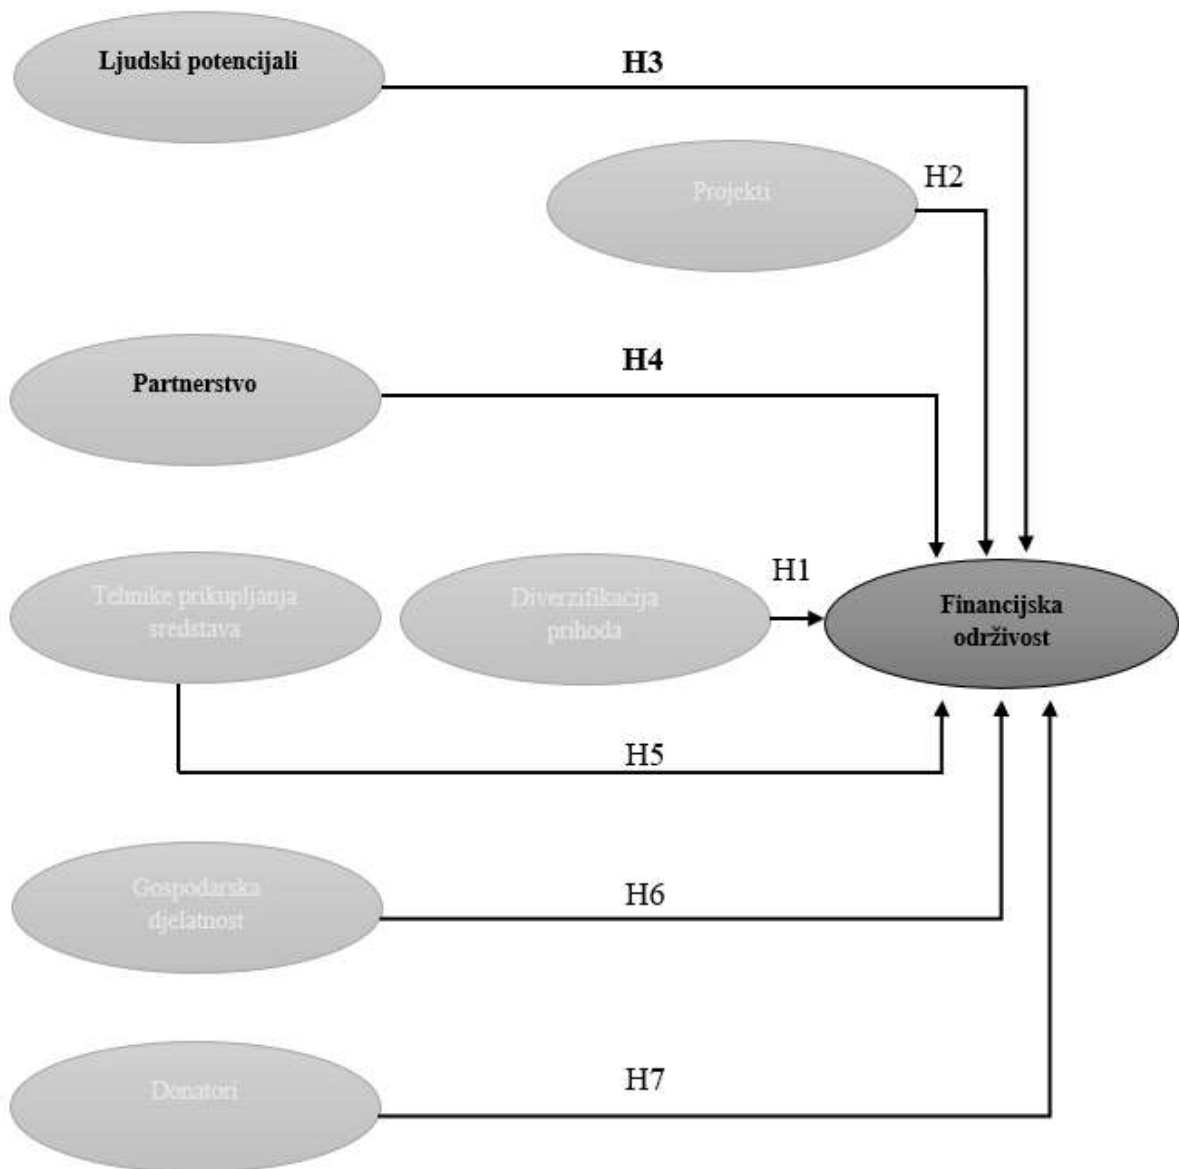 Ljudski potencijali
H3
Projekti
H2
Partnerstvo
H4
Tehnike prikupljanja
sredstava
Diverzifikacija
prihoda
H1
Financijska
održivost
H5
Gospodarska
djelatnost
H6
Donatori
H7